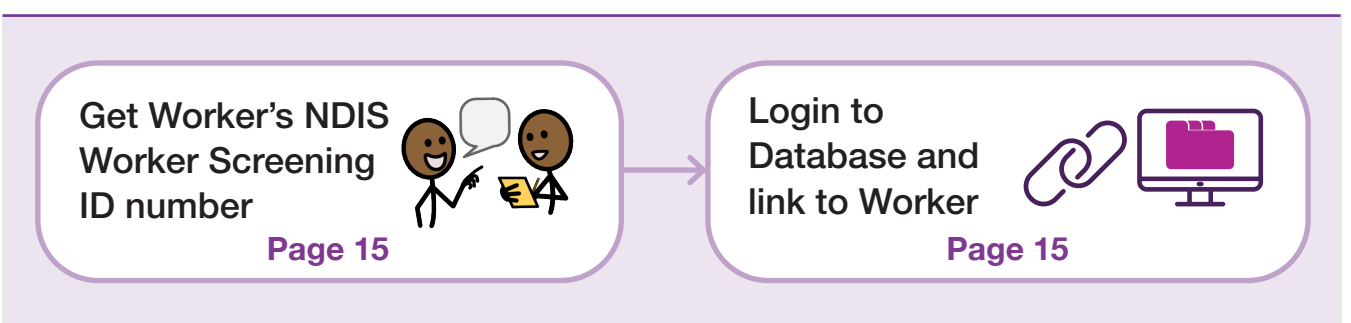 Get Worker’s NDIS
Worker Screening
ID number
Page 15
Login to
Database and
link to Worker
Page 15